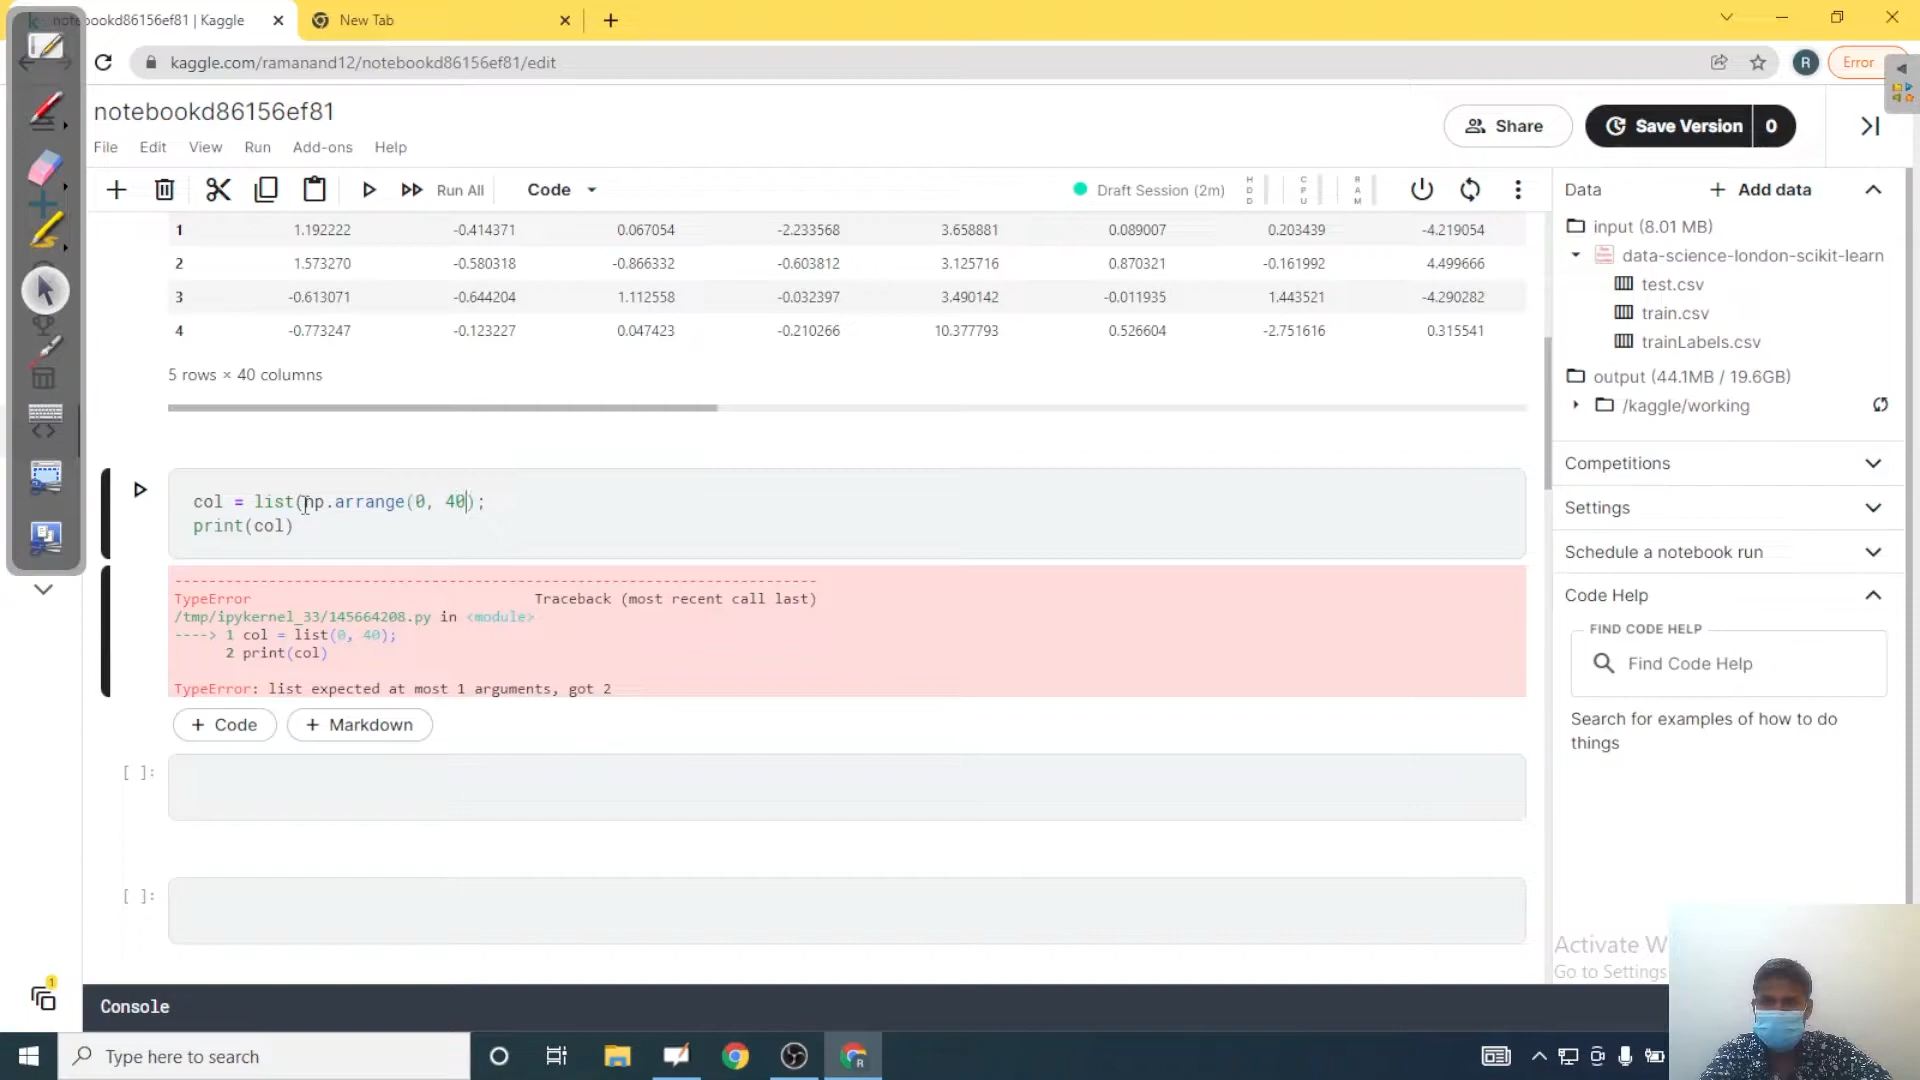 notebookd86156ef81 | Kaggle
New Tab
kaggle.com/ramanand12/notebookd86156ef81/edit
R
Error
notebookd86156ef81
Share
Save Version 0
File Edit View Run Add-ons Help
Run All
Code
Draft Session (2m)
HDD
CPU
RAM
1 1.192222 -0.414371 0.067054 -2.233568 3.658881 0.089007 0.203439 -4.219054
2 1.573270 -0.580318 -0.866332 -0.603812 3.125716 0.870321 -0.161992 4.499666
3 -0.613071 -0.644204 1.112558 -0.032397 3.490142 -0.011935 1.443521 -4.290282
4 -0.773247 -0.123227 0.047423 -0.210266 10.377793 0.526604 -2.751616 0.315541
5 rows × 40 columns
col = list(np.arrange(0, 40);
print(col)
---------------------------------------------------------------------------
TypeError Traceback (most recent call last)
/tmp/ipykernel_33/145664208.py in <module>
----> 1 col = list(0, 40);
2 print(col)
TypeError: list expected at most 1 arguments, got 2
+ Code
+ Markdown
[ ]:
[ ]:
Console
Data
+ Add data
input (8.01 MB)
data-science-london-scikit-learn
test.csv
train.csv
trainLabels.csv
output (44.1MB / 19.6GB)
/kaggle/working
Competitions
Settings
Schedule a notebook run
Code Help
FIND CODE HELP
Find Code Help
Search for examples of how to do
things
Activate W
Go to Settings
1
Type here to search
R